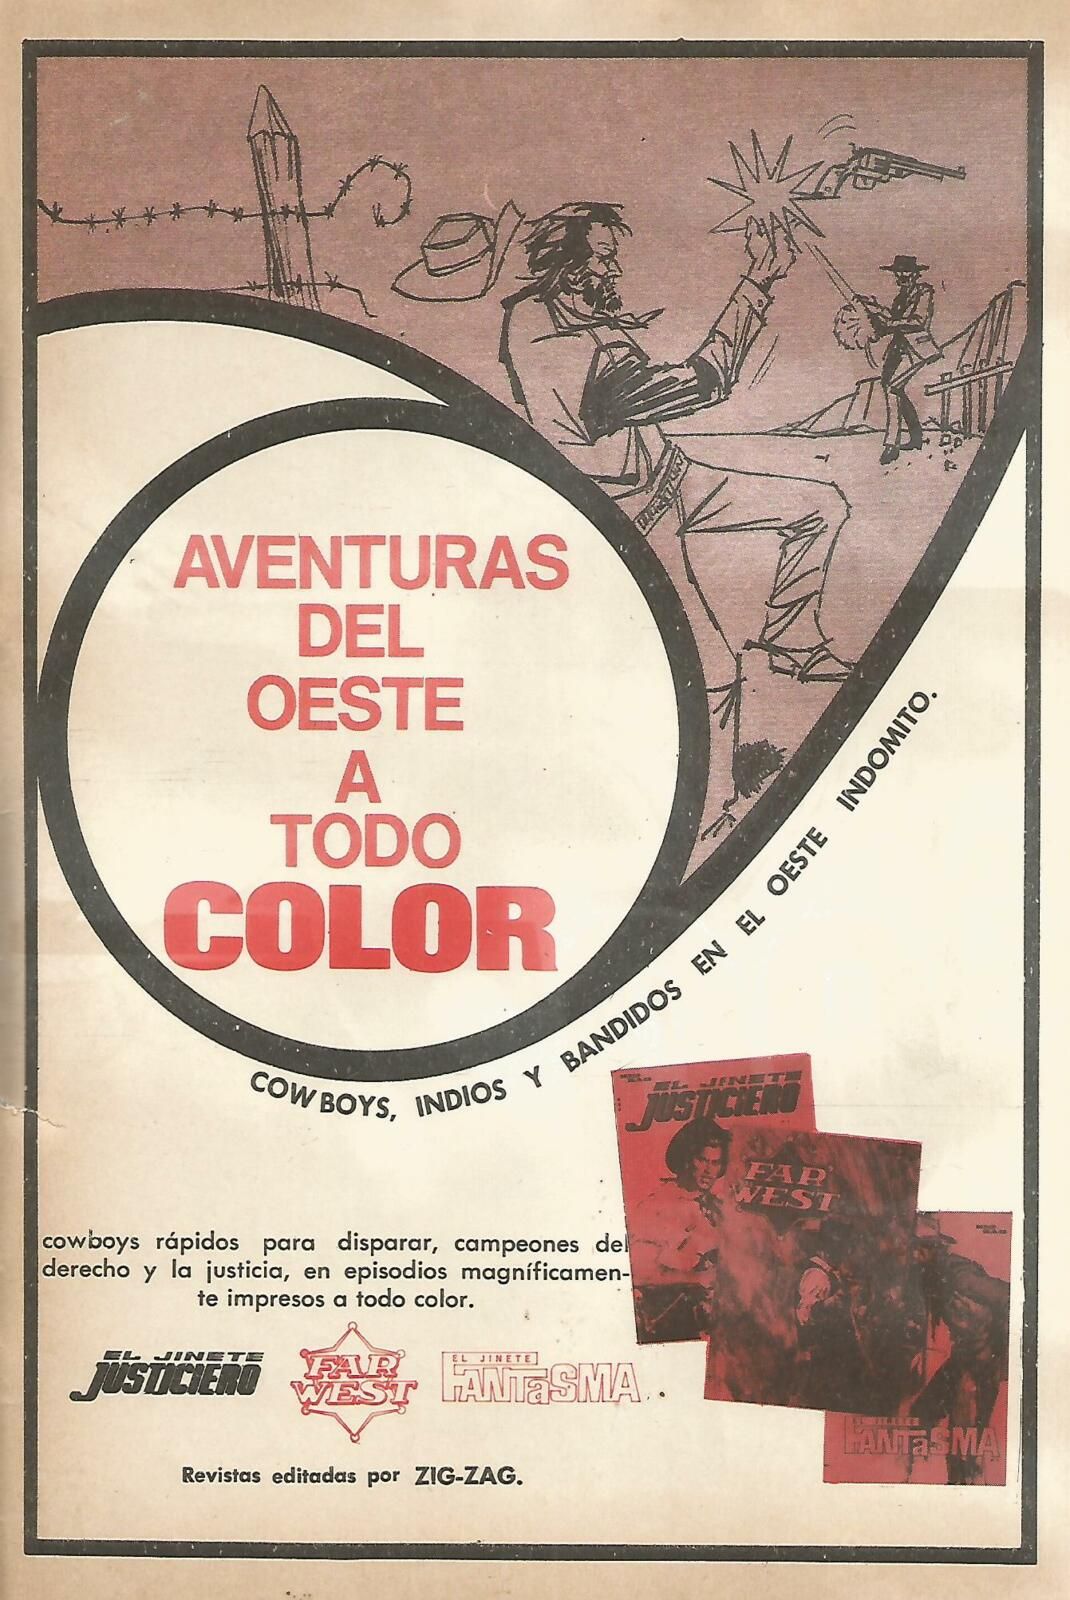 AVENTURAS
DEL
OESTE
A
TODO
COLOR
COWBOYS, INDIOS Y BANDIDOS EN EL OESTE INDOMITO.
EL JINETE
JUSTICIERO
FAR
WEST
EL JINETE
FANTaSMA
cowboys rápidos para disparar, campeones del
derecho y la justicia, en episodios magníficamen-
te impresos a todo color.
EL JINETE
JUSTICIERO
FAR
WEST
EL JINETE
FANTaSMA
Revistas editadas por ZIG-ZAG.